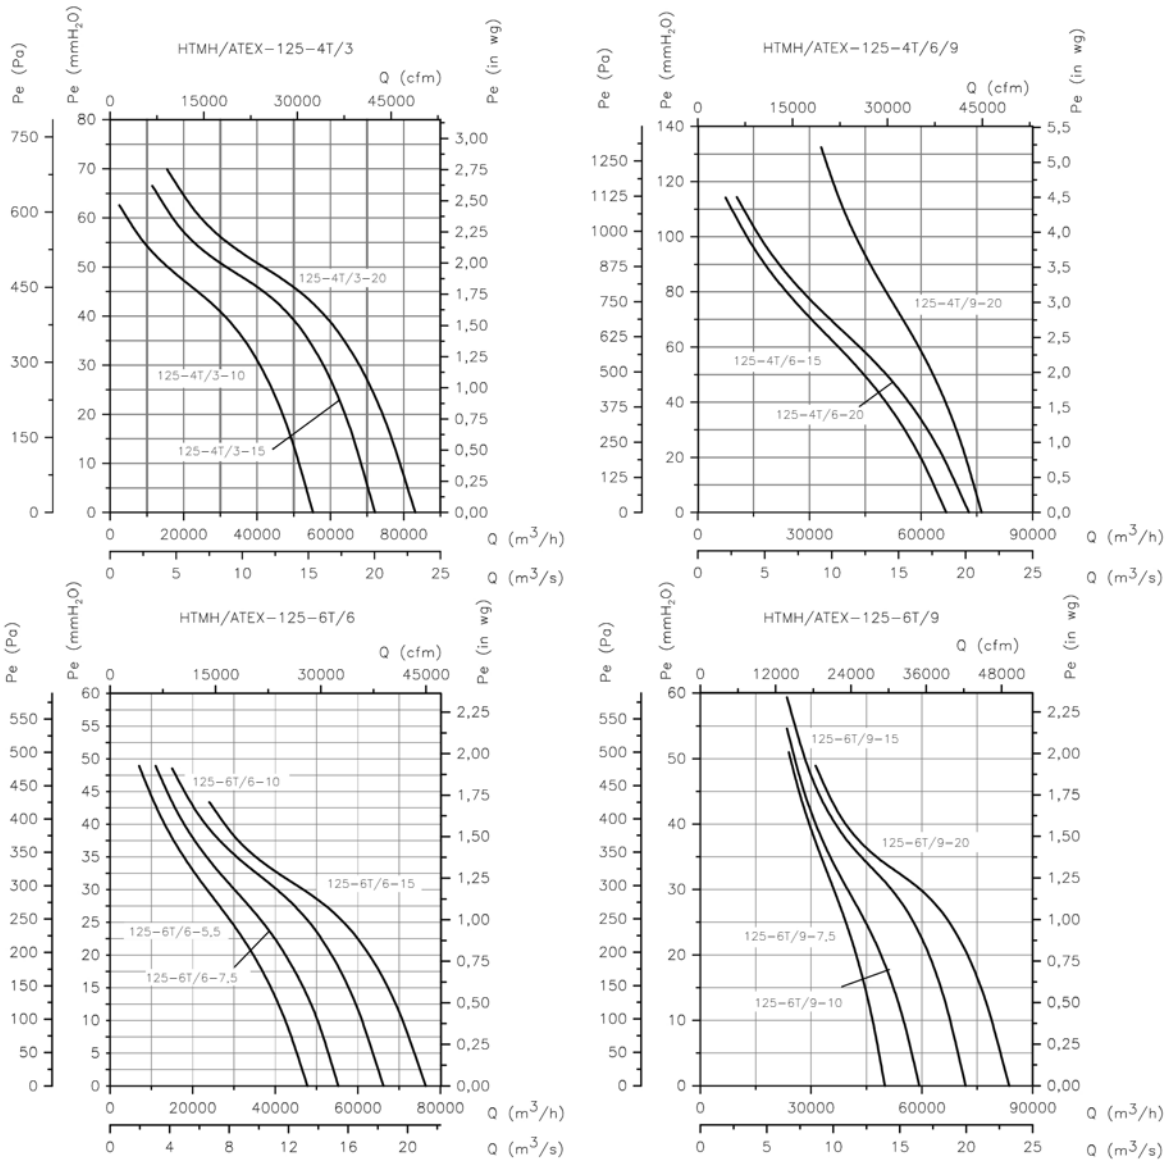 HTMH/ATEX-125-4T/3
Pe (Pa)
Pe (mmH2O)
Pe (in wg)
Q (cfm)
0 15000 30000 45000
750
600
450
300
150
0
80
70
60
50
40
30
20
10
0
3,00
2,75
2,50
2,25
2,00
1,75
1,50
1,25
1,00
0,75
0,50
0,25
0,00
125-4T/3-20
125-4T/3-10
125-4T/3-15
0 20000 40000 60000 80000 Q (m³/h)
0 5 10 15 20 25 Q (m³/s)
HTMH/ATEX-125-4T/6/9
Pe (Pa)
Pe (mmH2O)
Pe (in wg)
Q (cfm)
0 15000 30000 45000
1250
1125
1000
875
750
625
500
375
250
125
0
140
120
100
80
60
40
20
0
5,5
5,0
4,5
4,0
3,5
3,0
2,5
2,0
1,5
1,0
0,5
0,0
125-4T/9-20
125-4T/6-15
125-4T/6-20
0 30000 60000 90000 Q (m³/h)
0 5 10 15 20 25 Q (m³/s)
HTMH/ATEX-125-6T/6
Pe (Pa)
Pe (mmH2O)
Pe (in wg)
Q (cfm)
0 15000 30000 45000
550
500
450
400
350
300
250
200
150
100
50
0
60
55
50
45
40
35
30
25
20
15
10
5
0
2,25
2,00
1,75
1,50
1,25
1,00
0,75
0,50
0,25
0,00
125-6T/6-10
125-6T/6-15
125-6T/6-5.5
125-6T/6-7.5
0 20000 40000 60000 80000 Q (m³/h)
0 4 8 12 16 20 Q (m³/s)
HTMH/ATEX-125-6T/9
Pe (Pa)
Pe (mmH2O)
Pe (in wg)
Q (cfm)
0 12000 24000 36000 48000
550
500
450
400
350
300
250
200
150
100
50
0
60
50
40
30
20
10
0
2,25
2,00
1,75
1,50
1,25
1,00
0,75
0,50
0,25
0,00
125-6T/9-15
125-6T/9-20
125-6T/9-7.5
125-6T/9-10
0 30000 60000 90000 Q (m³/h)
0 5 10 15 20 25 Q (m³/s)